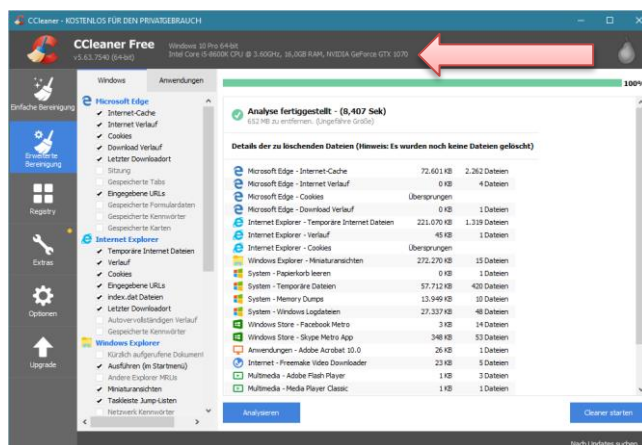 CCleaner - KOSTENLOS FÜR DEN PRIVATGEBRAUCH
CCleaner Free
v5.63.7540 (64-bit)
Windows 10 Pro 64-bit
Intel Core i5-8600K CPU @ 3.60GHz, 16,0GB RAM, NVIDIA GeForce GTX 1070
Einfache Bereinigung
Erweiterte Bereinigung
Registry
Extras
Optionen
Upgrade
Windows Anwendungen
Microsoft Edge
Internet-Cache
Internet Verlauf
Cookies
Download Verlauf
Letzter Downloadort
Sitzung
Gespeicherte Tabs
Eingegebene URLs
Gespeicherte Formulardaten
Gespeicherte Kennwörter
Gespeicherte Karten
Internet Explorer
Temporäre Internet Dateien
Verlauf
Cookies
Eingegebene URLs
index.dat Dateien
Letzter Downloadort
Autovervollständigen Verlauf
Gespeicherte Kennwörter
Windows Explorer
Kürzlich aufgerufene Dokument
Ausführen (im Startmenü)
Andere Explorer MRUs
Miniaturansichten
Taskleiste Jump-Listen
Netzwerk Kennwörter
100%
Analyse fertiggestellt - (8,407 Sek)
652 MB zu entfernen. (Ungefähre Größe)
Details der zu löschenden Dateien (Hinweis: Es wurden noch keine Dateien gelöscht)
Microsoft Edge - Internet-Cache 72.601 KB 2.262 Dateien
Microsoft Edge - Internet Verlauf 0 KB 4 Dateien
Microsoft Edge - Cookies Übersprungen
Microsoft Edge - Download Verlauf 0 KB 1 Dateien
Internet Explorer - Temporäre Internet Dateien 221.070 KB 1.319 Dateien
Internet Explorer - Verlauf 45 KB 1 Dateien
Internet Explorer - Cookies Übersprungen
Windows Explorer - Miniaturansichten 272.270 KB 15 Dateien
System - Papierkorb leeren 0 KB 1 Dateien
System - Temporäre Dateien 57.712 KB 420 Dateien
System - Memory Dumps 13.949 KB 10 Dateien
System - Windows Logdateien 27.337 KB 48 Dateien
Windows Store - Facebook Metro 3 KB 14 Dateien
Windows Store - Skype Metro App 348 KB 53 Dateien
Anwendungen - Adobe Acrobat 10.0 26 KB 1 Dateien
Internet - Freemake Video Downloader 23 KB 5 Dateien
Multimedia - Adobe Flash Player 1 KB 3 Dateien
Multimedia - Media Player Classic 1 KB 1 Dateien
Analysieren Cleaner starten
Nach Updates suchen